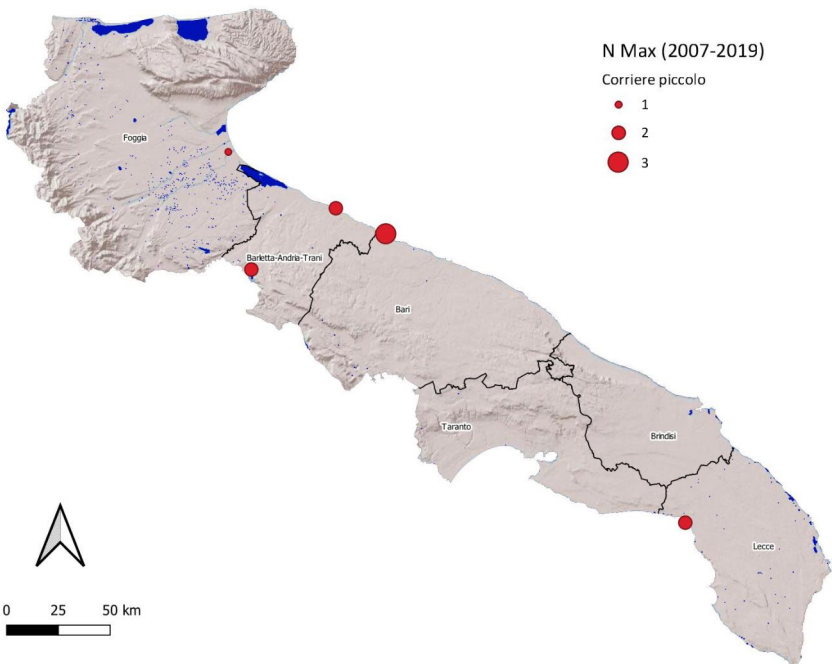 N Max (2007-2019)
Corriere piccolo
1
2
3
Foggia
Barletta-Andria-Trani
Bari
Taranto
Brindisi
Lecce
0 25 50 km